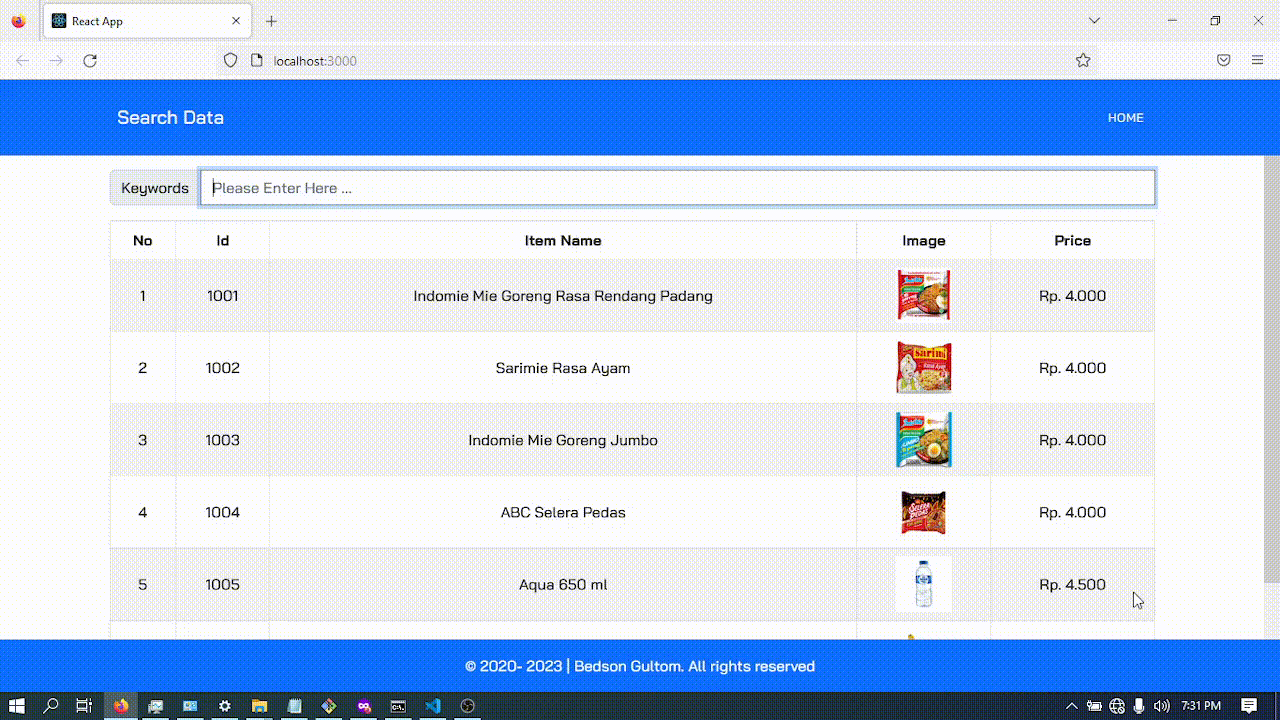 React App
localhost:3000
Search Data HOME
Keywords Please Enter Here ...
No Id Item Name Image Price
1 1001 Indomie Mie Goreng Rasa Rendang Padang Rp. 4.000
2 1002 Sarimie Rasa Ayam Rp. 4.000
3 1003 Indomie Mie Goreng Jumbo Rp. 4.000
4 1004 ABC Selera Pedas Rp. 4.000
5 1005 Aqua 650 ml Rp. 4.500
© 2020- 2023 | Bedson Gultom. All rights reserved
7:31 PM